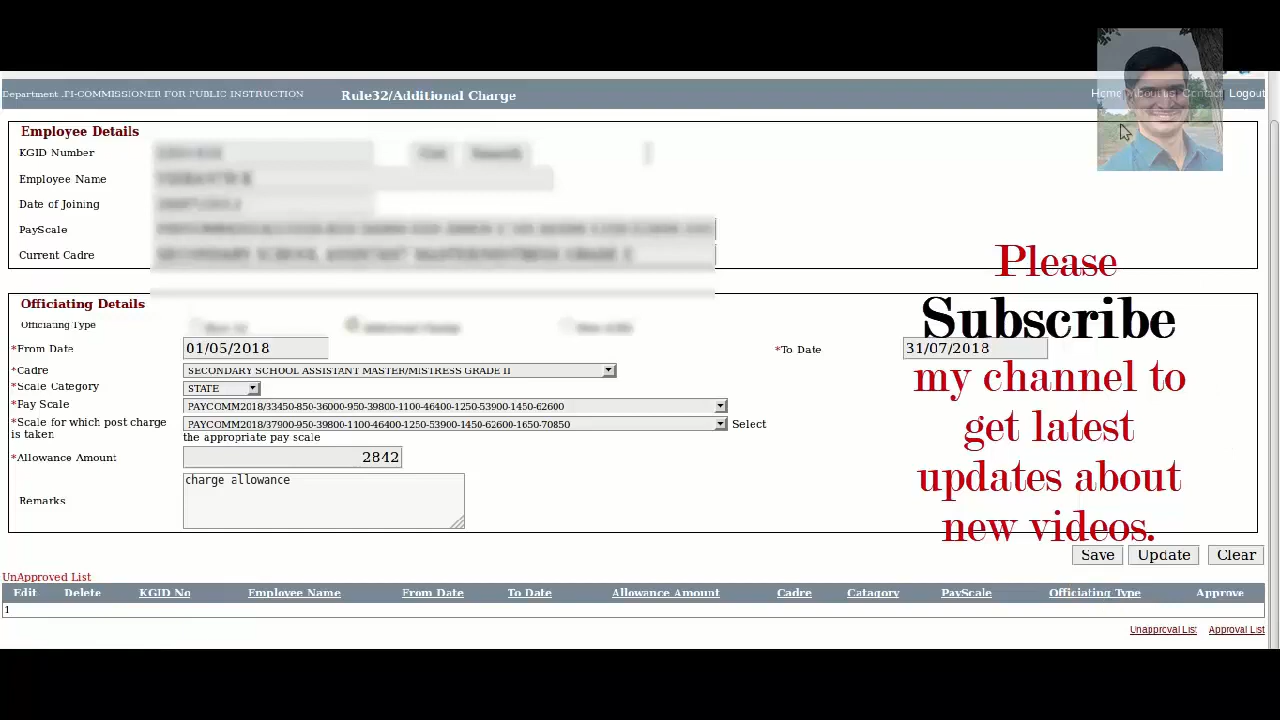 Department :PI-COMMISSIONER FOR PUBLIC INSTRUCTION Rule32/Additional Charge Home About us Contact Logout
Employee Details
KGID Number
Employee Name
Date of Joining
PayScale
Current Cadre
Please
Subscribe
my channel to
get latest
updates about
new videos.
Officiating Details
Officiating Type
*From Date 01/05/2018 *To Date 31/07/2018
*Cadre SECONDARY SCHOOL ASSISTANT MASTER/MISTRESS GRADE II
*Scale Category STATE
*Pay Scale PAYCOMM2018/33450-850-36000-950-39800-1100-46400-1250-53900-1450-62600
*Scale for which post charge is taken. PAYCOMM2018/37900-950-39800-1100-46400-1250-53900-1450-62600-1650-70850 Select
the appropriate pay scale
*Allowance Amount 2842
Remarks charge allowance
Save Update Clear
UnApproved List
Edit Delete KGID No Employee Name From Date To Date Allowance Amount Cadre Catagory PayScale Officiating Type Approve
1
Unapproval List Approval List